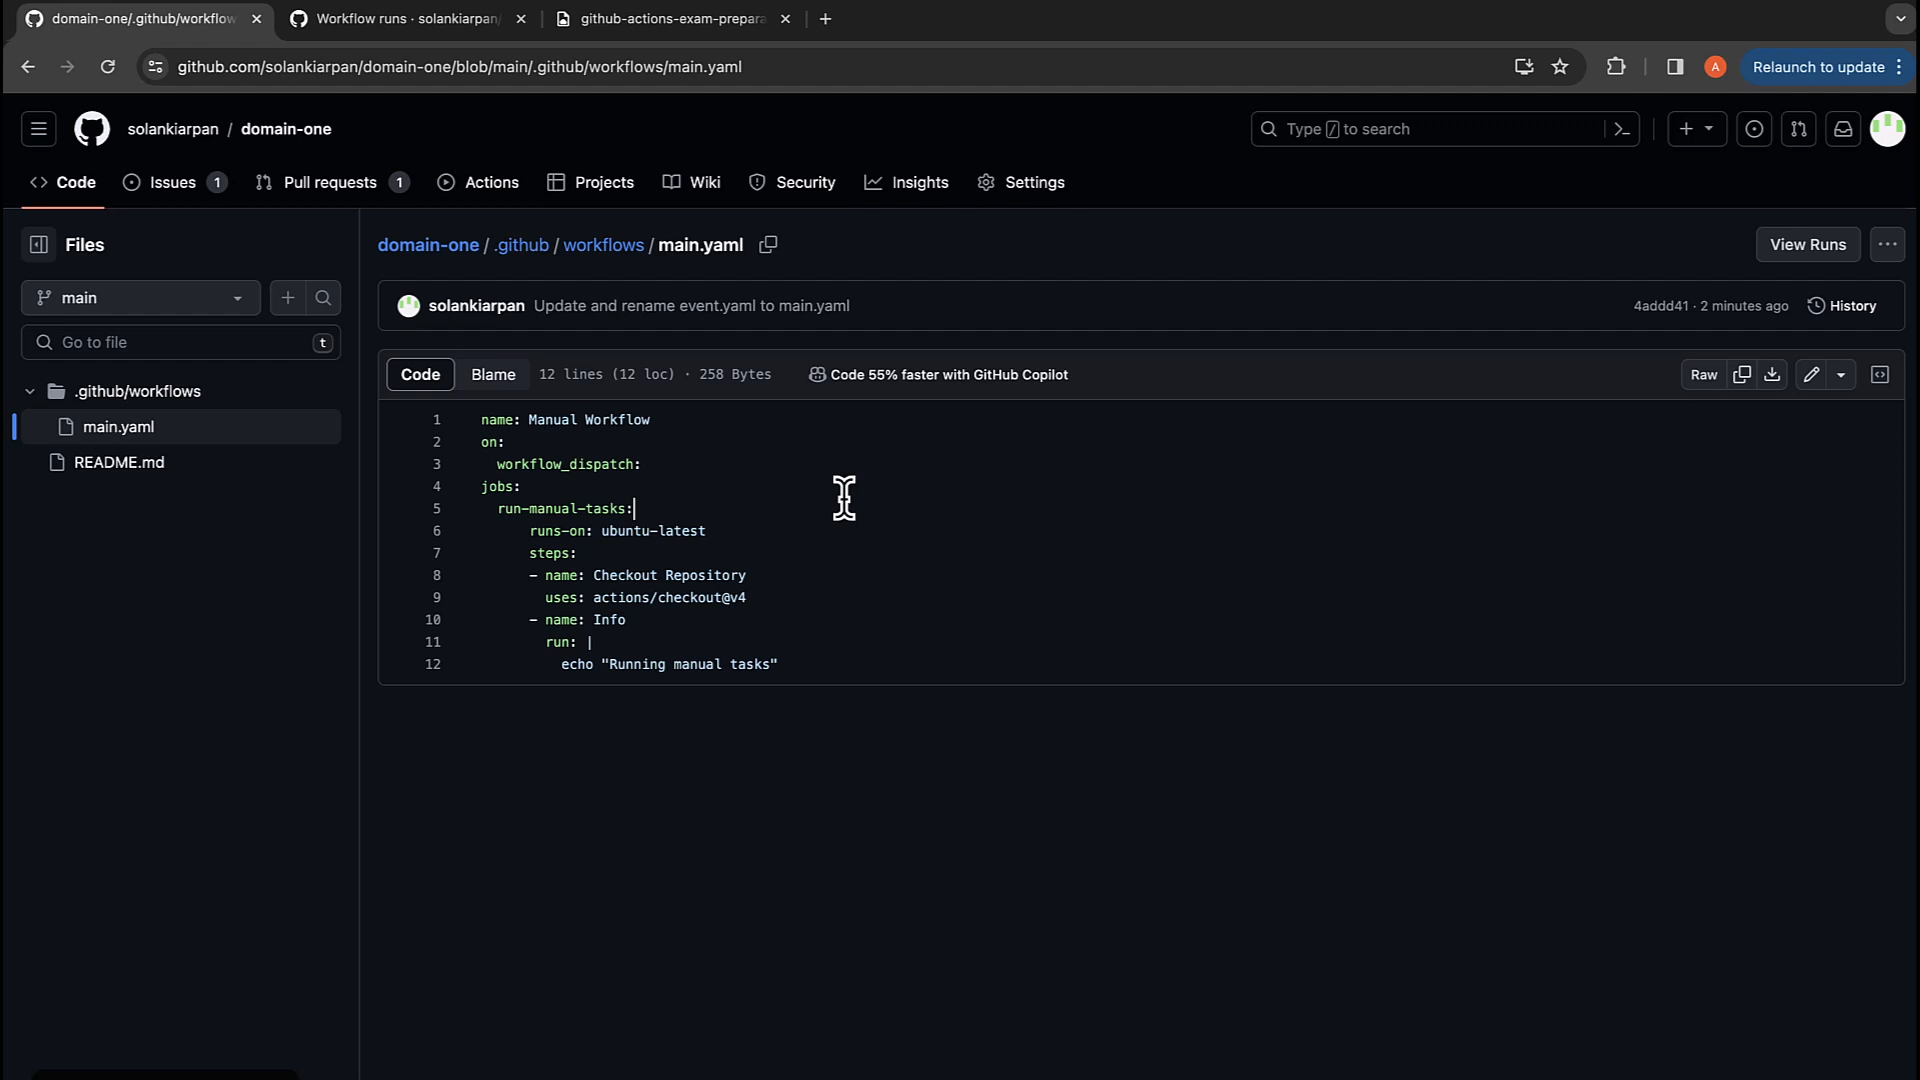 domain-one/.github/workflow
Workflow runs · solankiarpan/
github-actions-exam-prepara
github.com/solankiarpan/domain-one/blob/main/.github/workflows/main.yaml
A
Relaunch to update
solankiarpan / domain-one
Type / to search
Code
Issues 1
Pull requests 1
Actions
Projects
Wiki
Security
Insights
Settings
Files
main
Go to file
t
.github/workflows
main.yaml
README.md
domain-one / .github / workflows / main.yaml
View Runs
solankiarpan Update and rename event.yaml to main.yaml
4addd41 · 2 minutes ago
History
Code
Blame
12 lines (12 loc) · 258 Bytes
Code 55% faster with GitHub Copilot
Raw
1 name: Manual Workflow
2 on:
3 workflow_dispatch:
4 jobs:
5 run-manual-tasks:
6 runs-on: ubuntu-latest
7 steps:
8 - name: Checkout Repository
9 uses: actions/checkout@v4
10 - name: Info
11 run: |
12 echo "Running manual tasks"